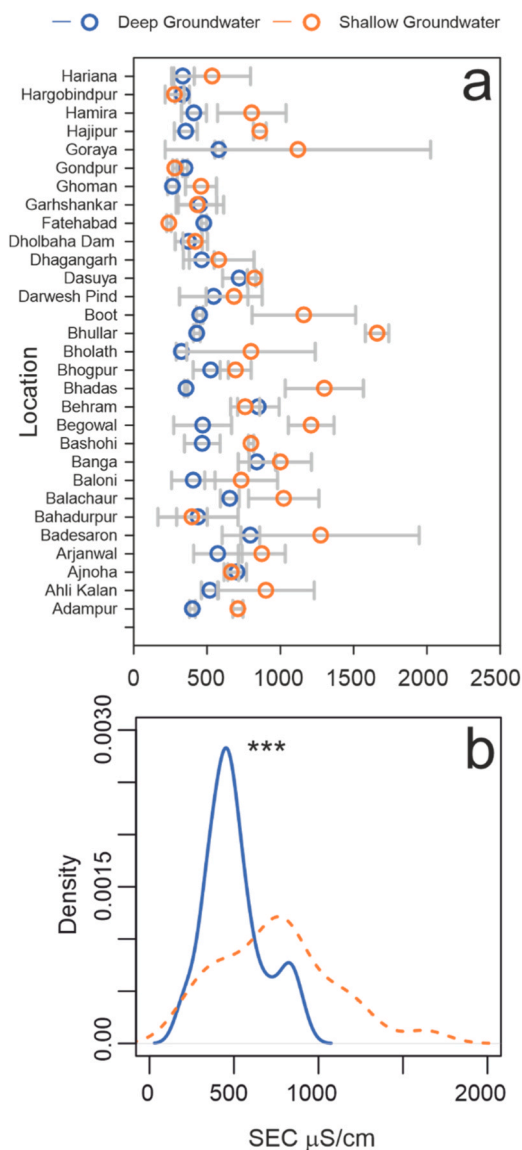 Deep Groundwater Shallow Groundwater
a
Hariana
Hargobindpur
Hamira
Hajipur
Goraya
Gondpur
Ghoman
Garhshankar
Fatehabad
Dholbaha Dam
Dhagangarh
Dasuya
Darwesh Pind
Boot
Bhullar
Bholath
Bhogpur
Bhadas
Behram
Begowal
Bashohi
Banga
Baloni
Balachaur
Bahadurpur
Badesaron
Arjanwal
Ajnoha
Ahli Kalan
Adampur
Location
0 500 1000 1500 2000 2500
b
***
0.0030
0.0015
0.00
Density
0 500 1000 2000
SEC μS/cm